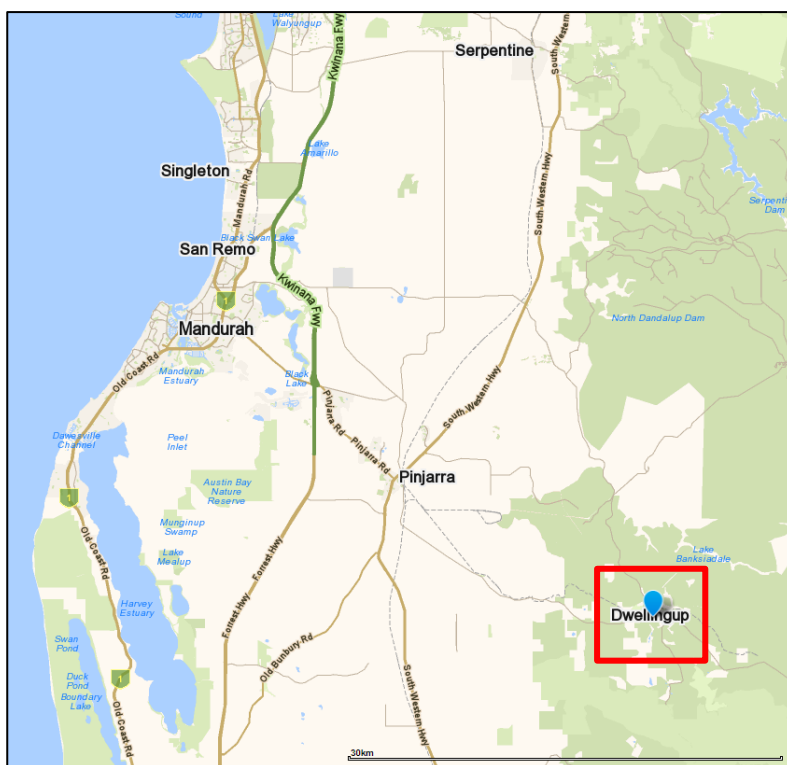 Sound
Lake
Walyungup
Kwinana Fwy
Serpentine
South Western Hwy
Lake
Amarillo
Singleton
Mandurah Rd
Serpentine
Dam
South Western Hwy
San Remo
Black Swan Lake
Kwinana Fwy
1
Mandurah
North Dandalup Dam
Old Coast Rd
Mandurah
Estuary
Black
Lake
South Western Hwy
Pinjarra Rd
Dawesville
Channel
Peel
Inlet
Pinjarra Rd
Pinjarra
1
Austin Bay
Nature
Reserve
Munginup
Swamp
Old Coast Rd
Lake
Mealup
Forrest Hwy
Lake
Banksiadale
Harvey
Estuary
Dwellingup
Forrest Hwy
Old Bunbury Rd
Swan
Pond
Duck
Pond
Boundary
Lake
1
South Western Hwy
Old Coast Rd
30km